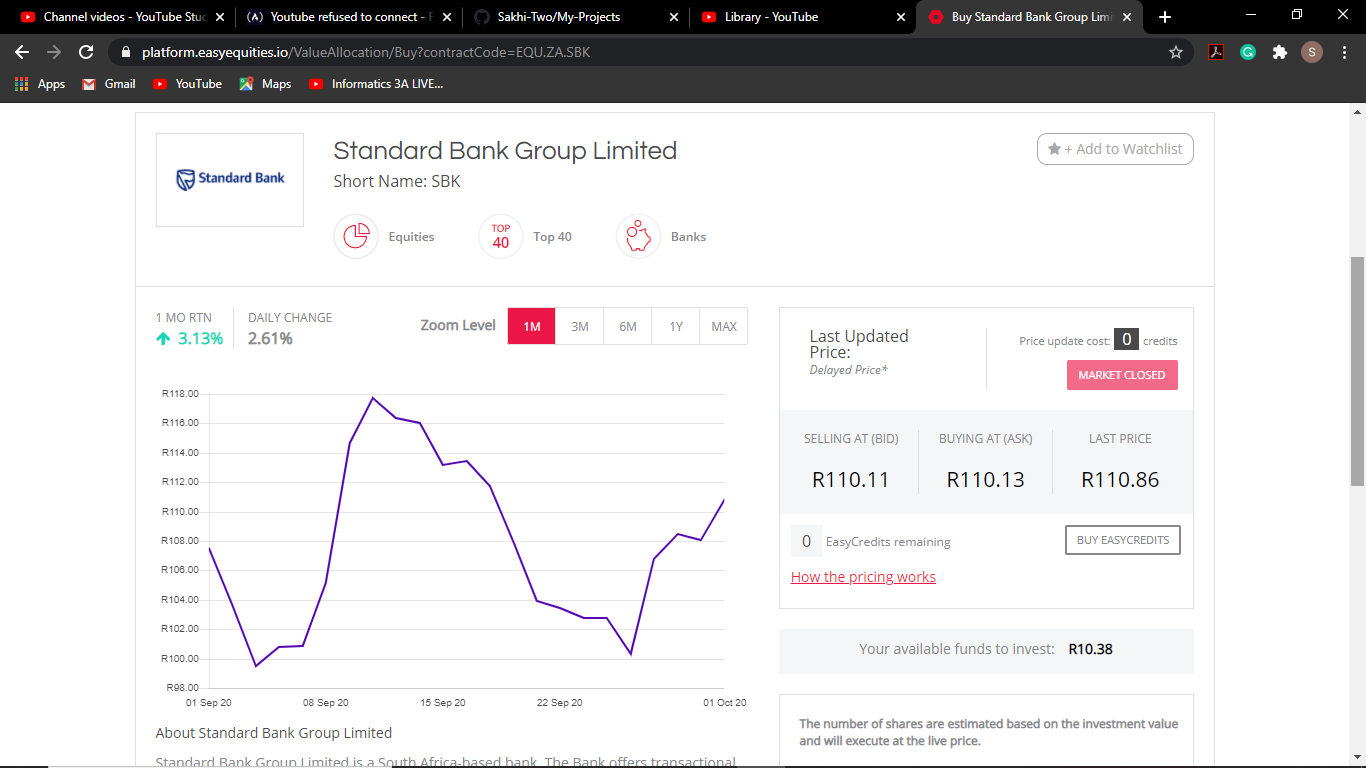 Channel videos - YouTube Stud
Youtube refused to connect - F
Sakhi-Two/My-Projects
Library - YouTube
Buy Standard Bank Group Limi
platform.easyequities.io/ValueAllocation/Buy?contractCode=EQU.ZA.SBK
S
Apps
Gmail
YouTube
Maps
Informatics 3A LIVE...
Standard Bank
Standard Bank Group Limited
Short Name: SBK
+ Add to Watchlist
Equities
TOP
40
Top 40
Banks
1 MO RTN
3.13%
DAILY CHANGE
2.61%
Zoom Level
1M
3M
6M
1Y
MAX
R118.00
R116.00
R114.00
R112.00
R110.00
R108.00
R106.00
R104.00
R102.00
R100.00
R98.00
01 Sep 20
08 Sep 20
15 Sep 20
22 Sep 20
01 Oct 20
About Standard Bank Group Limited
Standard Bank Group Limited is a South Africa-based bank. The Bank offers transactional
Last Updated
Price:
Delayed Price*
Price update cost: 0 credits
MARKET CLOSED
SELLING AT (BID)
R110.11
BUYING AT (ASK)
R110.13
LAST PRICE
R110.86
0 EasyCredits remaining
BUY EASYCREDITS
How the pricing works
Your available funds to invest: R10.38
The number of shares are estimated based on the investment value
and will execute at the live price.